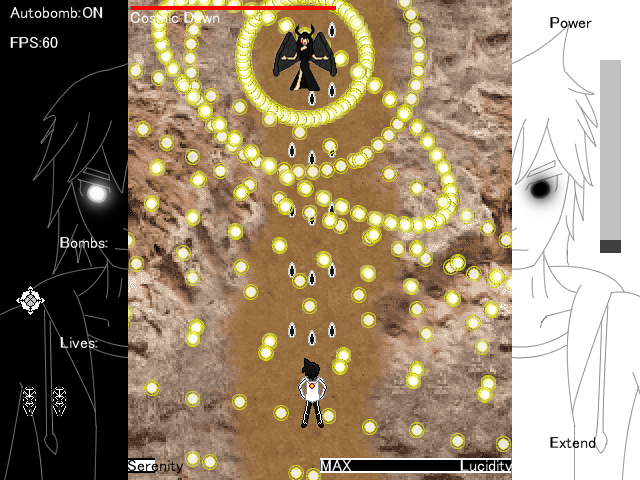 Autobomb:ON
Cosmic Dawn
Power
FPS:60
Bombs:
Lives:
Extend
Serenity
MAX
Lucidity